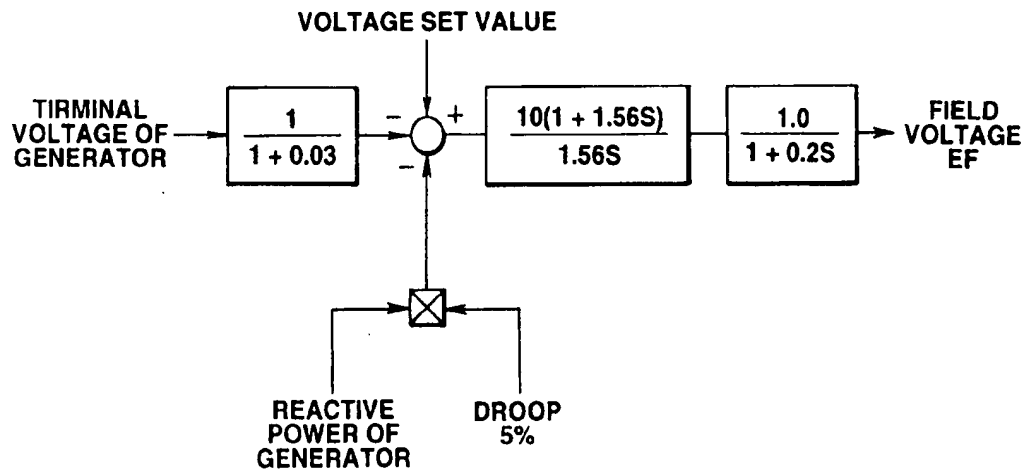 VOLTAGE SET VALUE
TIRMINAL
VOLTAGE OF
GENERATOR
1
1 + 0.03
−
+
−
10(1 + 1.56S)
1.56S
1.0
1 + 0.2S
FIELD
VOLTAGE
EF
REACTIVE
POWER OF
GENERATOR
DROOP
5%